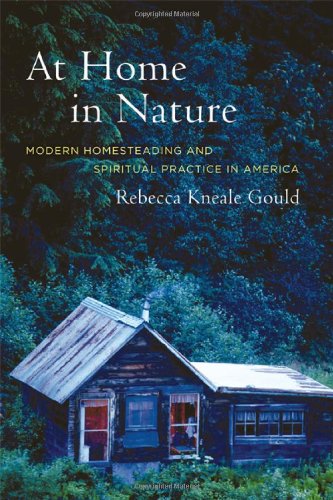 At Home
in Nature
MODERN HOMESTEADING AND
SPIRITUAL PRACTICE IN AMERICA
Rebecca Kneale Gould